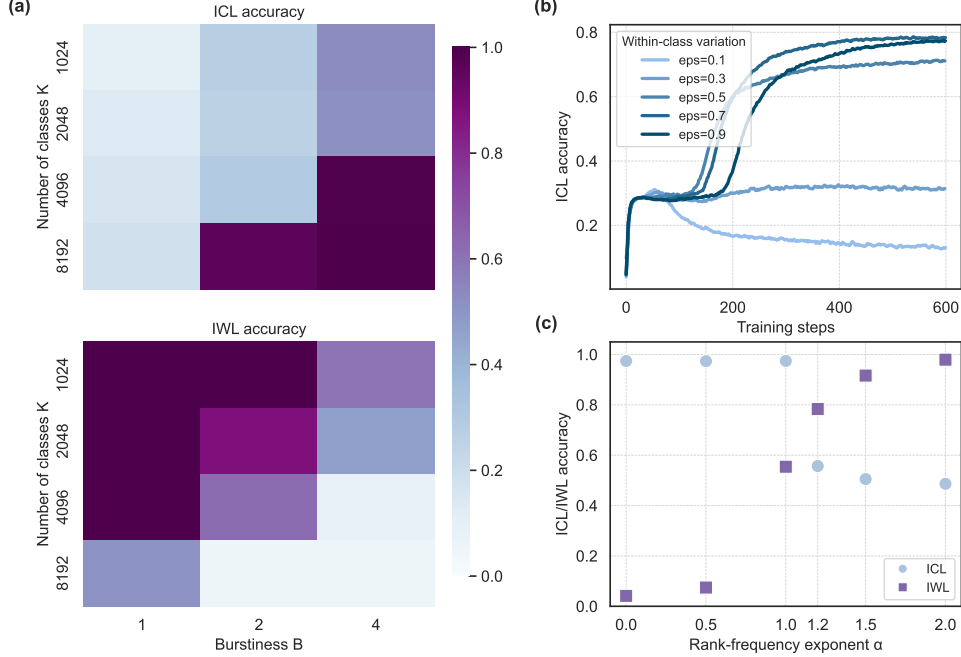 (a)
ICL accuracy
Number of classes K
1024
2048
4096
8192
IWL accuracy
Number of classes K
1024
2048
4096
8192
1
2
4
Burstiness B
1.0
0.8
0.6
0.4
0.2
0.0
(b)
ICL accuracy
0.8
0.6
0.4
0.2
Within-class variation
eps=0.1
eps=0.3
eps=0.5
eps=0.7
eps=0.9
0
200
400
600
Training steps
(c)
ICL/IWL accuracy
1.0
0.8
0.6
0.4
0.2
0.0
ICL
IWL
0.0
0.5
1.0
1.2
1.5
2.0
Rank-frequency exponent α